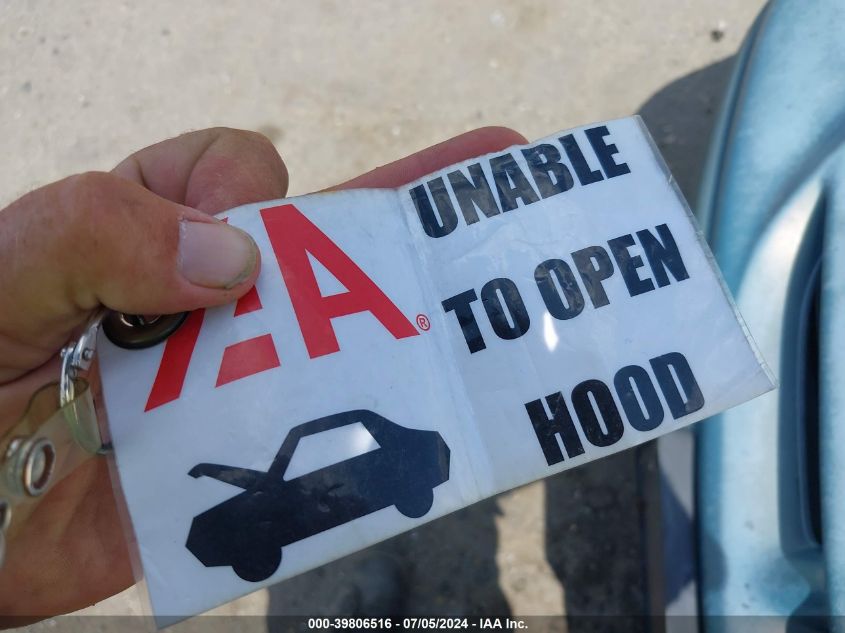 IAA®
UNABLE
TO OPEN
HOOD
000-39806516 - 07/05/2024 - IAA Inc.